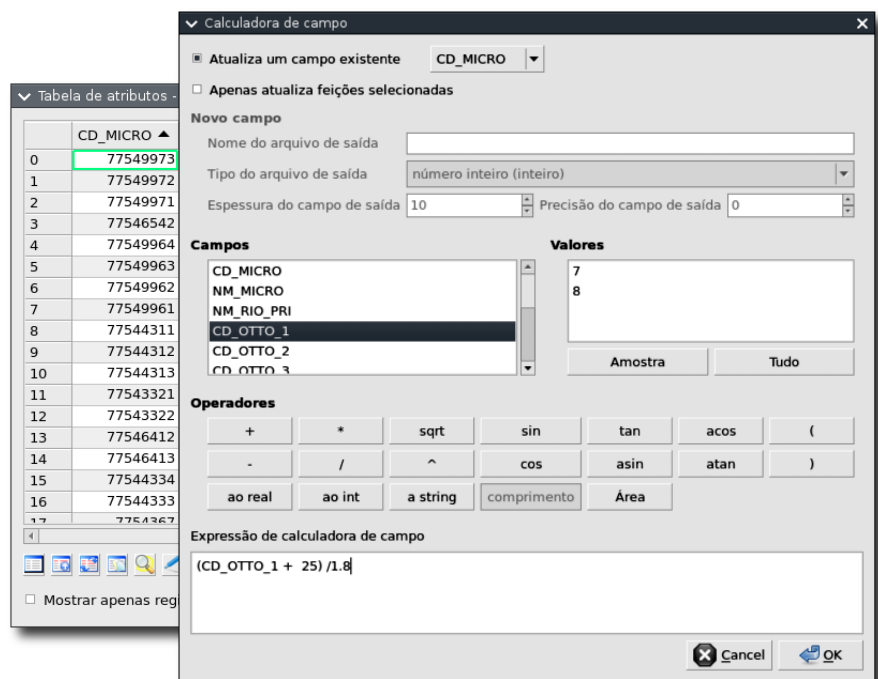 Calculadora de campo
Atualiza um campo existente CD_MICRO
Apenas atualiza feições selecionadas
Novo campo
Nome do arquivo de saída
Tipo do arquivo de saída número inteiro (inteiro)
Espessura do campo de saída 10 Precisão do campo de saída 0
Campos Valores
CD_MICRO 7
NM_MICRO 8
NM_RIO_PRI
CD_OTTO_1
CD_OTTO_2
CD_OTTO_3
Amostra Tudo
Operadores
+ * sqrt sin tan acos (
- / ^ cos asin atan )
ao real ao int a string comprimento Área
Expressão de calculadora de campo
(CD_OTTO_1 +  25) /1.8
Cancel OK
Tabela de atributos -
CD_MICRO
0 77549973
1 77549972
2 77549971
3 77546542
4 77549964
5 77549963
6 77549962
7 77549961
8 77544311
9 77544312
10 77544313
11 77543321
12 77543322
13 77546412
14 77546413
15 77544334
16 77544333
17 7754367
Mostrar apenas regi